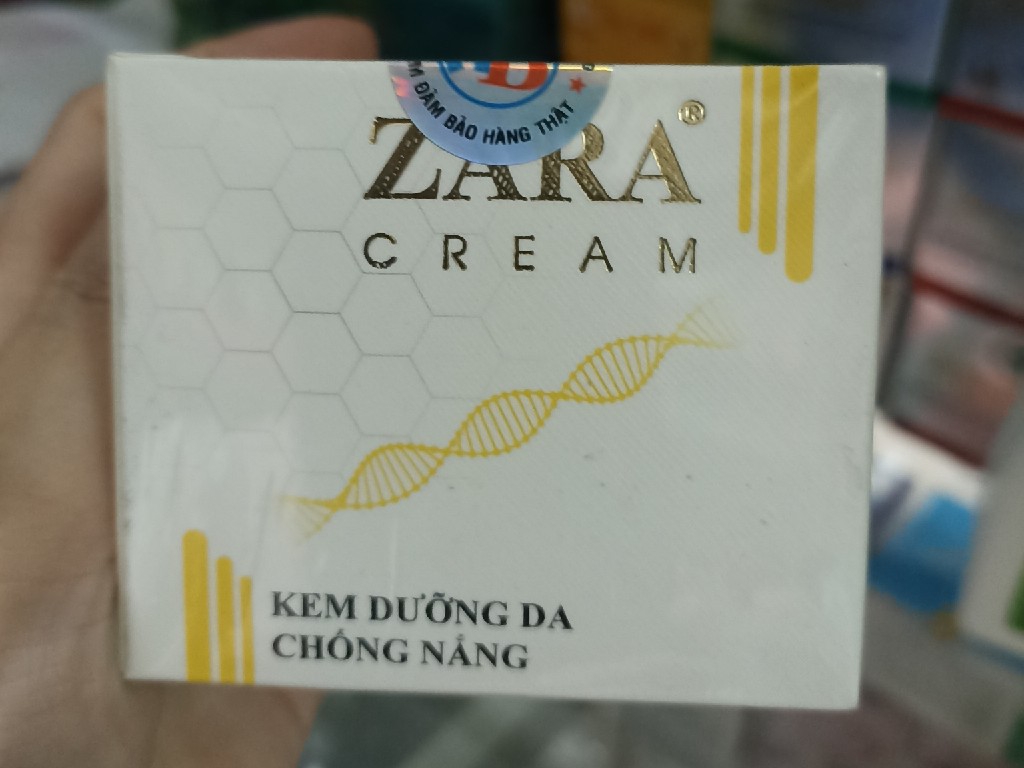 ĐẢM BẢO HÀNG THẬT
ZARA®
CREAM
KEM DƯỠNG DA
CHỐNG NẮNG